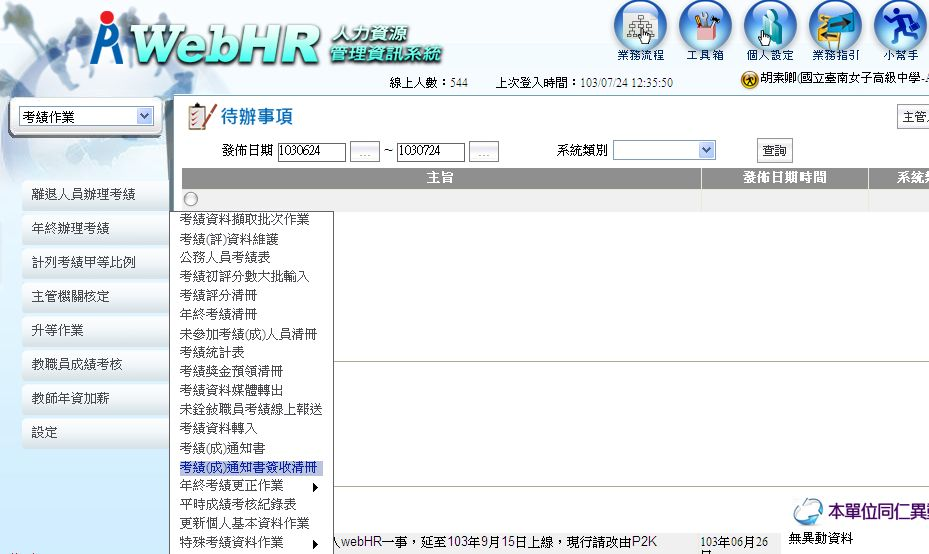 WebHR 人力資源
管理資訊系統
業務流程 工具箱 個人設定 業務指引 小幫手
線上人數：544 上次登入時間：103/07/24 12:35:50 胡素卿(國立臺南女子高級中學-A
考績作業
待辦事項
主管人
發佈日期 1030624 ... ~ 1030724 ... 系統類別 查詢
主旨 發佈日期時間 系統類
離退人員辦理考績
年終辦理考績
計列考績甲等比例
主管機關核定
升等作業
教職員成績考核
教師年資加薪
設定
考績資料擷取批次作業
考績(評)資料維護
公務人員考績表
考績初評分數大批輸入
考績評分清冊
年終考績清冊
未參加考績(成)人員清冊
考績統計表
考績獎金預領清冊
考績資料媒體轉出
未銓敘職員考績線上報送
考績資料轉入
考績(成)通知書
考績(成)通知書簽收清冊
年終考績更正作業
平時成績考核紀錄表
更新個人基本資料作業
特殊考績資料作業
本單位同仁異動
webHR一事，延至103年9月15日上線，現行請改由P2K 103年06月26
無異動資料